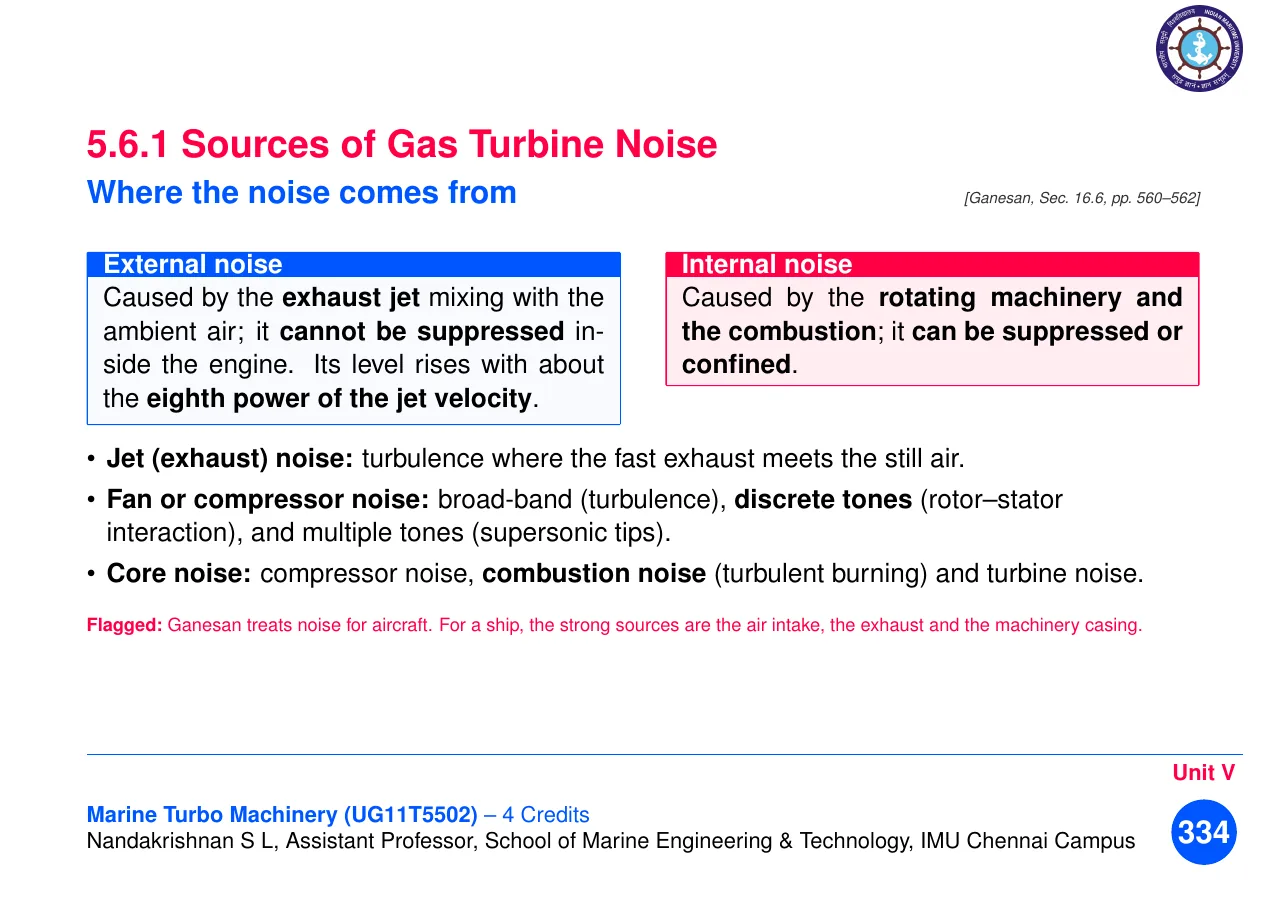 INDIAN MARITIME UNIVERSITY
5.6.1 Sources of Gas Turbine Noise
Where the noise comes from
[Ganesan, Sec. 16.6, pp. 560–562]
External noise
Caused by the exhaust jet mixing with the
ambient air; it cannot be suppressed in-
side the engine. Its level rises with about
the eighth power of the jet velocity.
Internal noise
Caused by the rotating machinery and
the combustion; it can be suppressed or
confined.
• Jet (exhaust) noise: turbulence where the fast exhaust meets the still air.
• Fan or compressor noise: broad-band (turbulence), discrete tones (rotor–stator
interaction), and multiple tones (supersonic tips).
• Core noise: compressor noise, combustion noise (turbulent burning) and turbine noise.
Flagged: Ganesan treats noise for aircraft. For a ship, the strong sources are the air intake, the exhaust and the machinery casing.
Unit V
Marine Turbo Machinery (UG11T5502) – 4 Credits
Nandakrishnan S L, Assistant Professor, School of Marine Engineering & Technology, IMU Chennai Campus
334